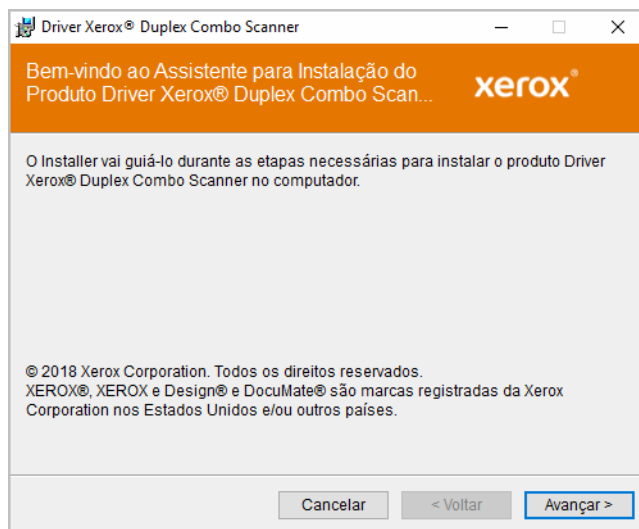 Driver Xerox® Duplex Combo Scanner
Bem-vindo ao Assistente para Instalação do
Produto Driver Xerox® Duplex Combo Scan...
xerox®
O Installer vai guiá-lo durante as etapas necessárias para instalar o produto Driver
Xerox® Duplex Combo Scanner no computador.
© 2018 Xerox Corporation. Todos os direitos reservados.
XEROX®, XEROX e Design® e DocuMate® são marcas registradas da Xerox
Corporation nos Estados Unidos e/ou outros países.
Cancelar < Voltar Avançar >